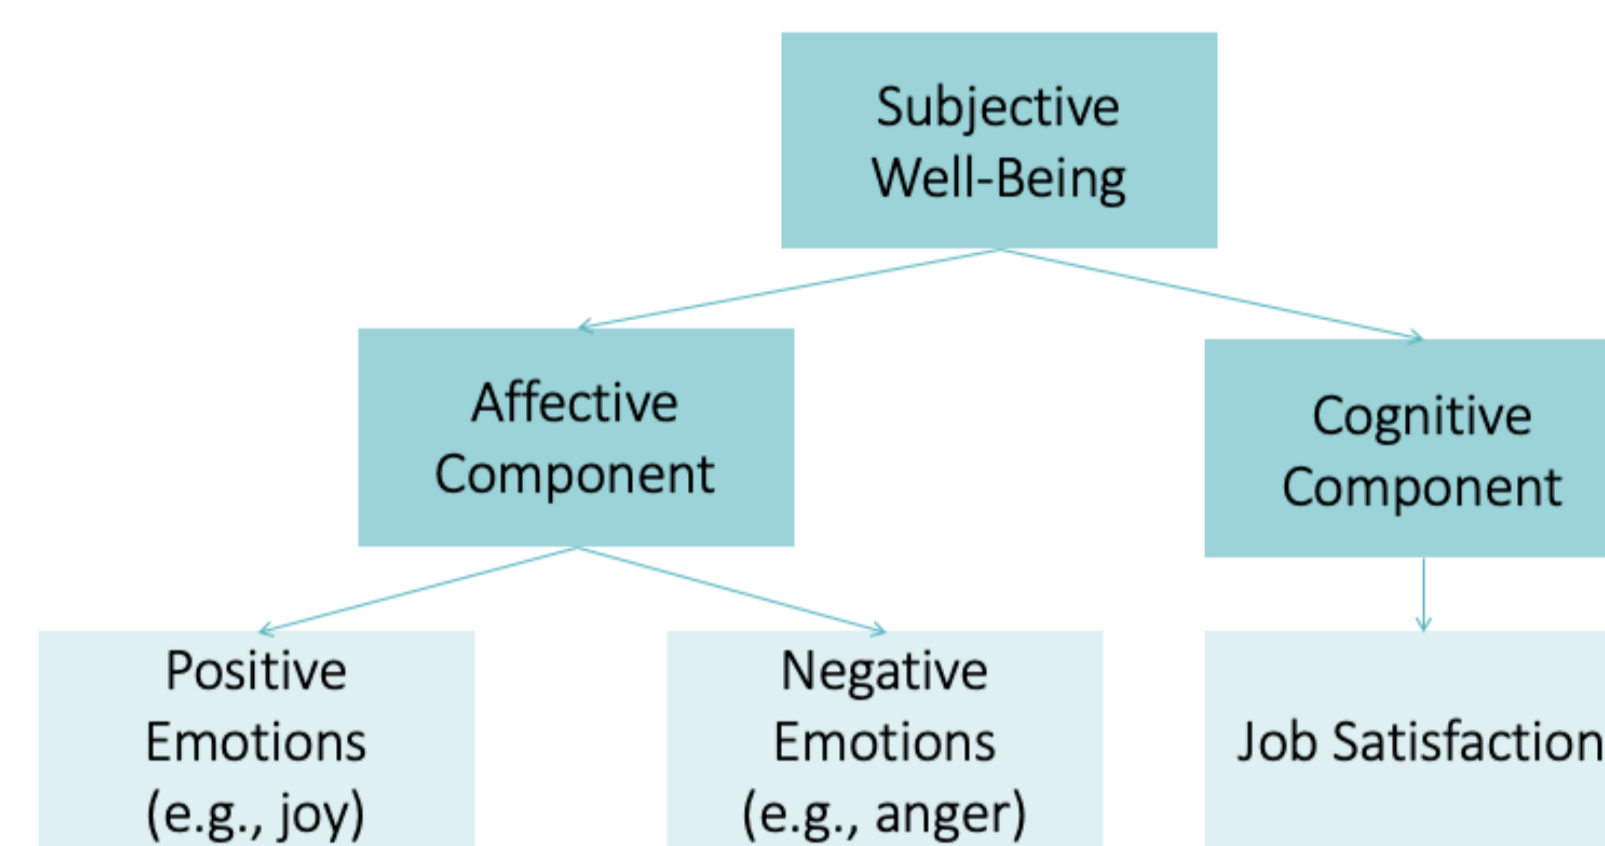 Subjective
Well-Being
Affective
Component
Cognitive
Component
Positive
Emotions
(e.g., joy)
Negative
Emotions
(e.g., anger)
Job Satisfaction